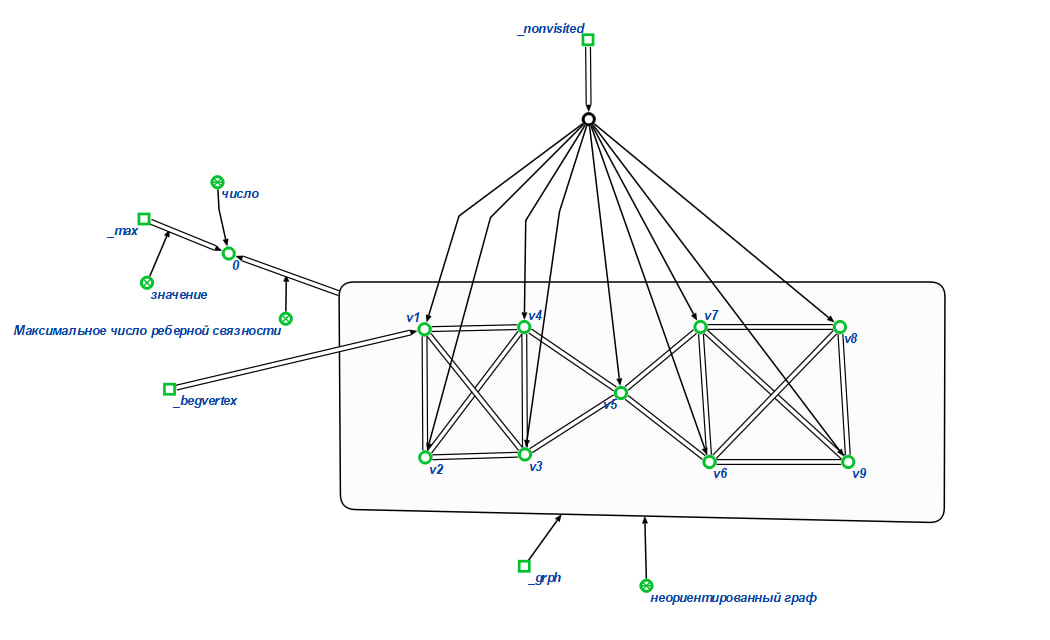 _nonvisited
число
_max
0
значение
Максимальное число реберной связности
v1
v4
v7
v8
_begvertex
v5
v2
v3
v6
v9
_grph
неориентированный граф